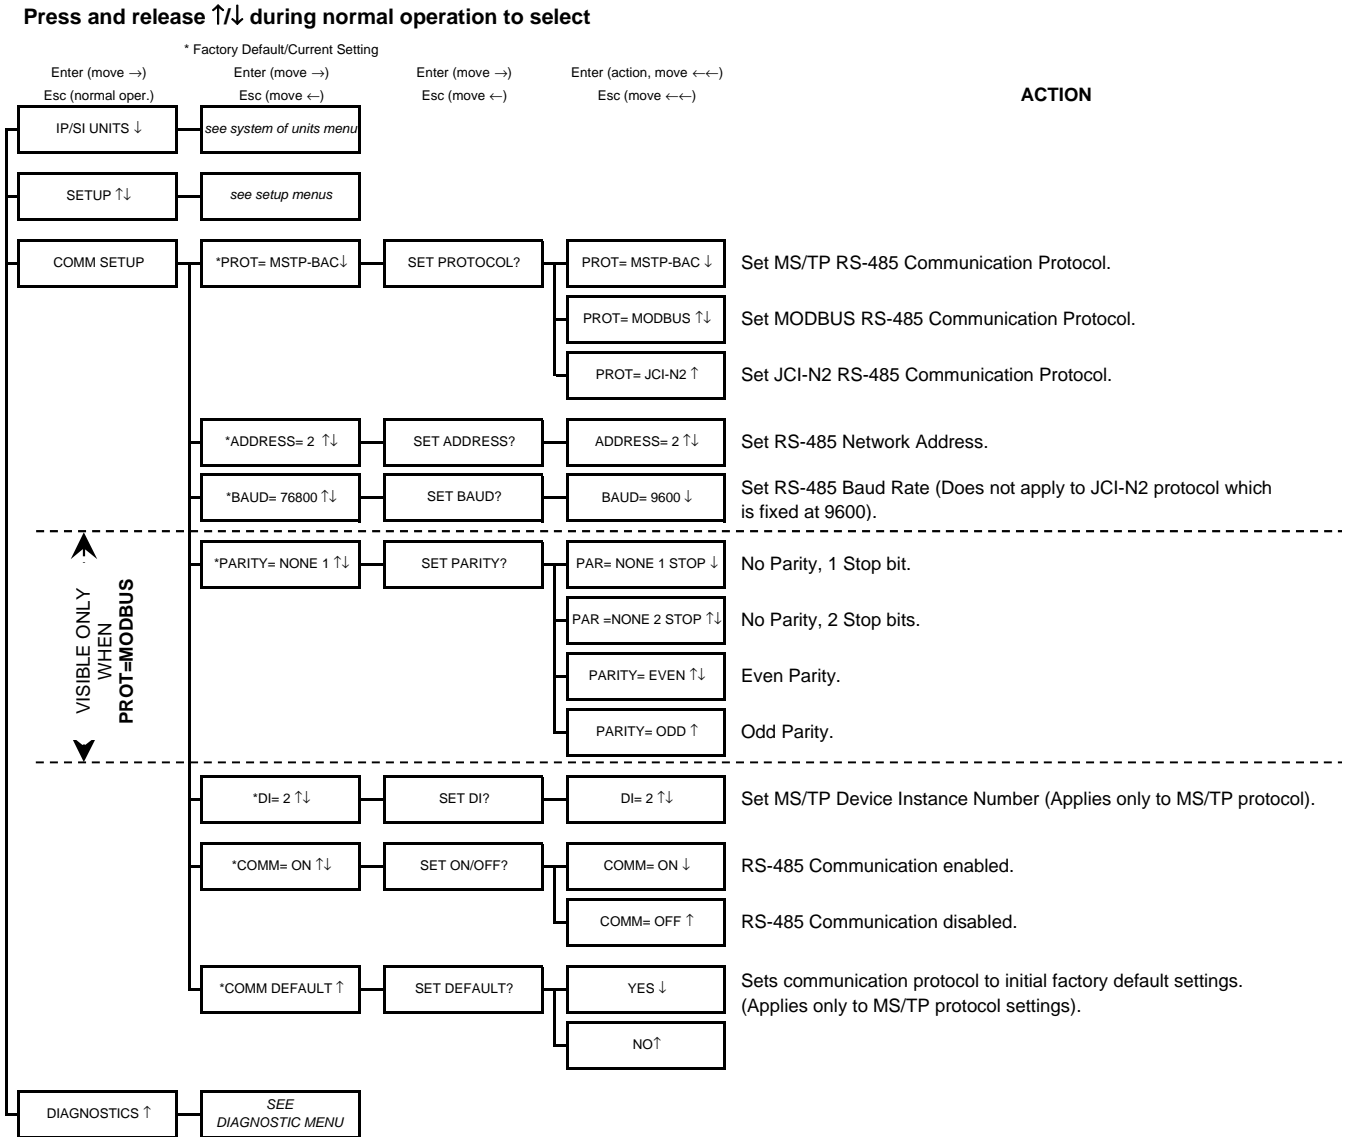 Press and release ↑/↓ during normal operation to select
* Factory Default/Current Setting
Enter (move →) Enter (move →) Enter (move →) Enter (action, move ←←)
Esc (normal oper.) Esc (move ←) Esc (move ←) Esc (move ←←) ACTION
IP/SI UNITS ↓ see system of units menu
SETUP ↑↓ see setup menus
COMM SETUP *PROT= MSTP-BAC↓ SET PROTOCOL? PROT= MSTP-BAC ↓ Set MS/TP RS-485 Communication Protocol.
PROT= MODBUS ↑↓ Set MODBUS RS-485 Communication Protocol.
PROT= JCI-N2 ↑ Set JCI-N2 RS-485 Communication Protocol.
*ADDRESS= 2 ↑↓ SET ADDRESS? ADDRESS= 2 ↑↓ Set RS-485 Network Address.
*BAUD= 76800 ↑↓ SET BAUD? BAUD= 9600 ↓ Set RS-485 Baud Rate (Does not apply to JCI-N2 protocol which
is fixed at 9600).
VISIBLE ONLY
WHEN
PROT=MODBUS
*PARITY= NONE 1 ↑↓ SET PARITY? PAR= NONE 1 STOP ↓ No Parity, 1 Stop bit.
PAR =NONE 2 STOP ↑↓ No Parity, 2 Stop bits.
PARITY= EVEN ↑↓ Even Parity.
PARITY= ODD ↑ Odd Parity.
*DI= 2 ↑↓ SET DI? DI= 2 ↑↓ Set MS/TP Device Instance Number (Applies only to MS/TP protocol).
*COMM= ON ↑↓ SET ON/OFF? COMM= ON ↓ RS-485 Communication enabled.
COMM= OFF ↑ RS-485 Communication disabled.
*COMM DEFAULT ↑ SET DEFAULT? YES ↓ Sets communication protocol to initial factory default settings.
(Applies only to MS/TP protocol settings).
NO↑
DIAGNOSTICS ↑ SEE
DIAGNOSTIC MENU